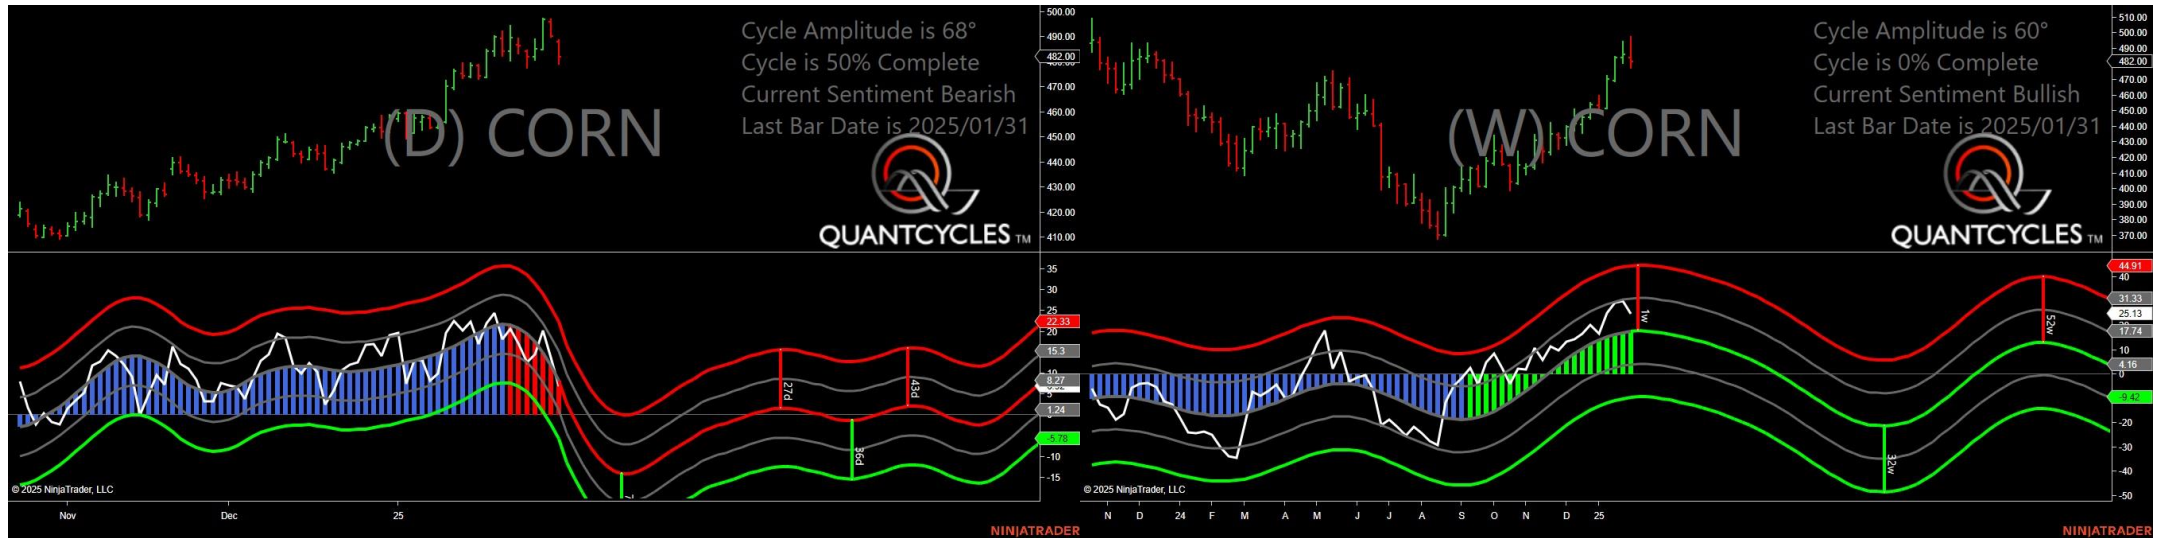 Cycle Amplitude is 68°
Cycle is 50% Complete
Current Sentiment Bearish
Last Bar Date is 2025/01/31
(D) CORN
QUANTCYCLES TM
500.00
490.00
482.00
470.00
460.00
450.00
440.00
430.00
420.00
410.00
35
30
25
22.33
20
15.3
10
8.27
5
1.24
-5.78
-10
-15
27d
43d
36d
© 2025 NinjaTrader, LLC
Nov
Dec
25
NINJATRADER
Cycle Amplitude is 60°
Cycle is 0% Complete
Current Sentiment Bullish
Last Bar Date is 2025/01/31
(W) CORN
QUANTCYCLES TM
510.00
500.00
490.00
482.00
470.00
460.00
450.00
440.00
430.00
420.00
410.00
400.00
390.00
380.00
370.00
44.91
40
31.33
25.13
17.74
10
4.16
0
-9.42
-20
-30
-40
-50
1w
52w
32w
© 2025 NinjaTrader, LLC
N
D
24
F
M
A
M
J
J
A
S
O
N
D
25
NINJATRADER